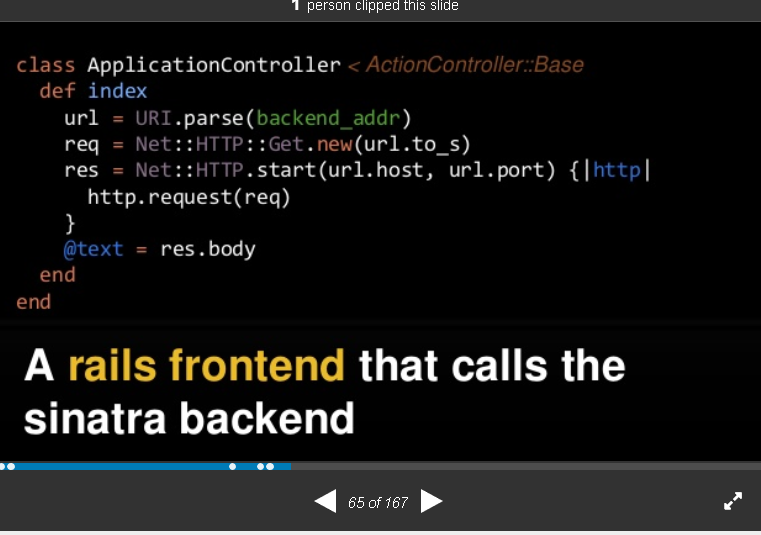 1 person clipped this slide
class ApplicationController < ActionController::Base
  def index
    url = URI.parse(backend_addr)
    req = Net::HTTP::Get.new(url.to_s)
    res = Net::HTTP.start(url.host, url.port) {|http|
      http.request(req)
    }
    @text = res.body
  end
end
A rails frontend that calls the
sinatra backend
65 of 167